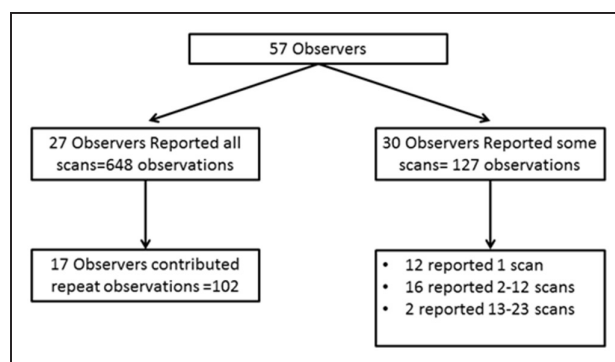 57 Observers
27 Observers Reported all
scans=648 observations
30 Observers Reported some
scans= 127 observations
17 Observers contributed
repeat observations =102
• 12 reported 1 scan
• 16 reported 2-12 scans
• 2 reported 13-23 scans